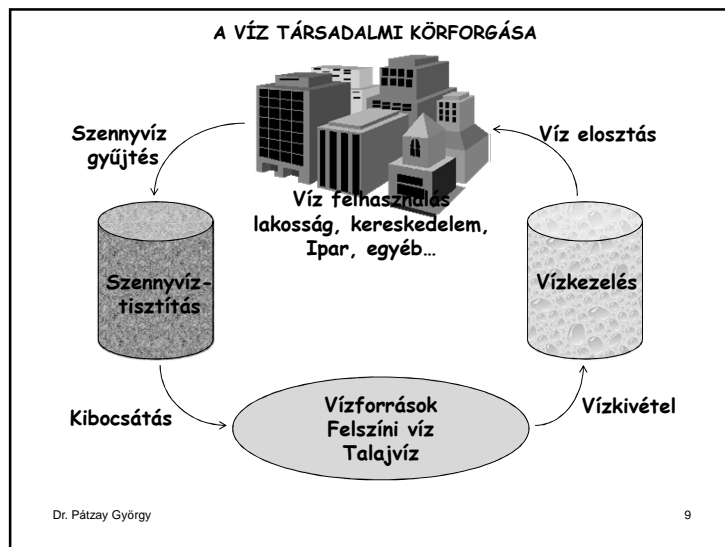 A VÍZ TÁRSADALMI KÖRFORGÁSA
Szennyvíz
gyűjtés
Víz elosztás
Víz felhasználás
lakosság, kereskedelem,
Ipar, egyéb…
Szennyvíz-
tisztítás
Vízkezelés
Kibocsátás
Vízforrások
Felszíni víz
Talajvíz
Vízkivétel
Dr. Pátzay György
9